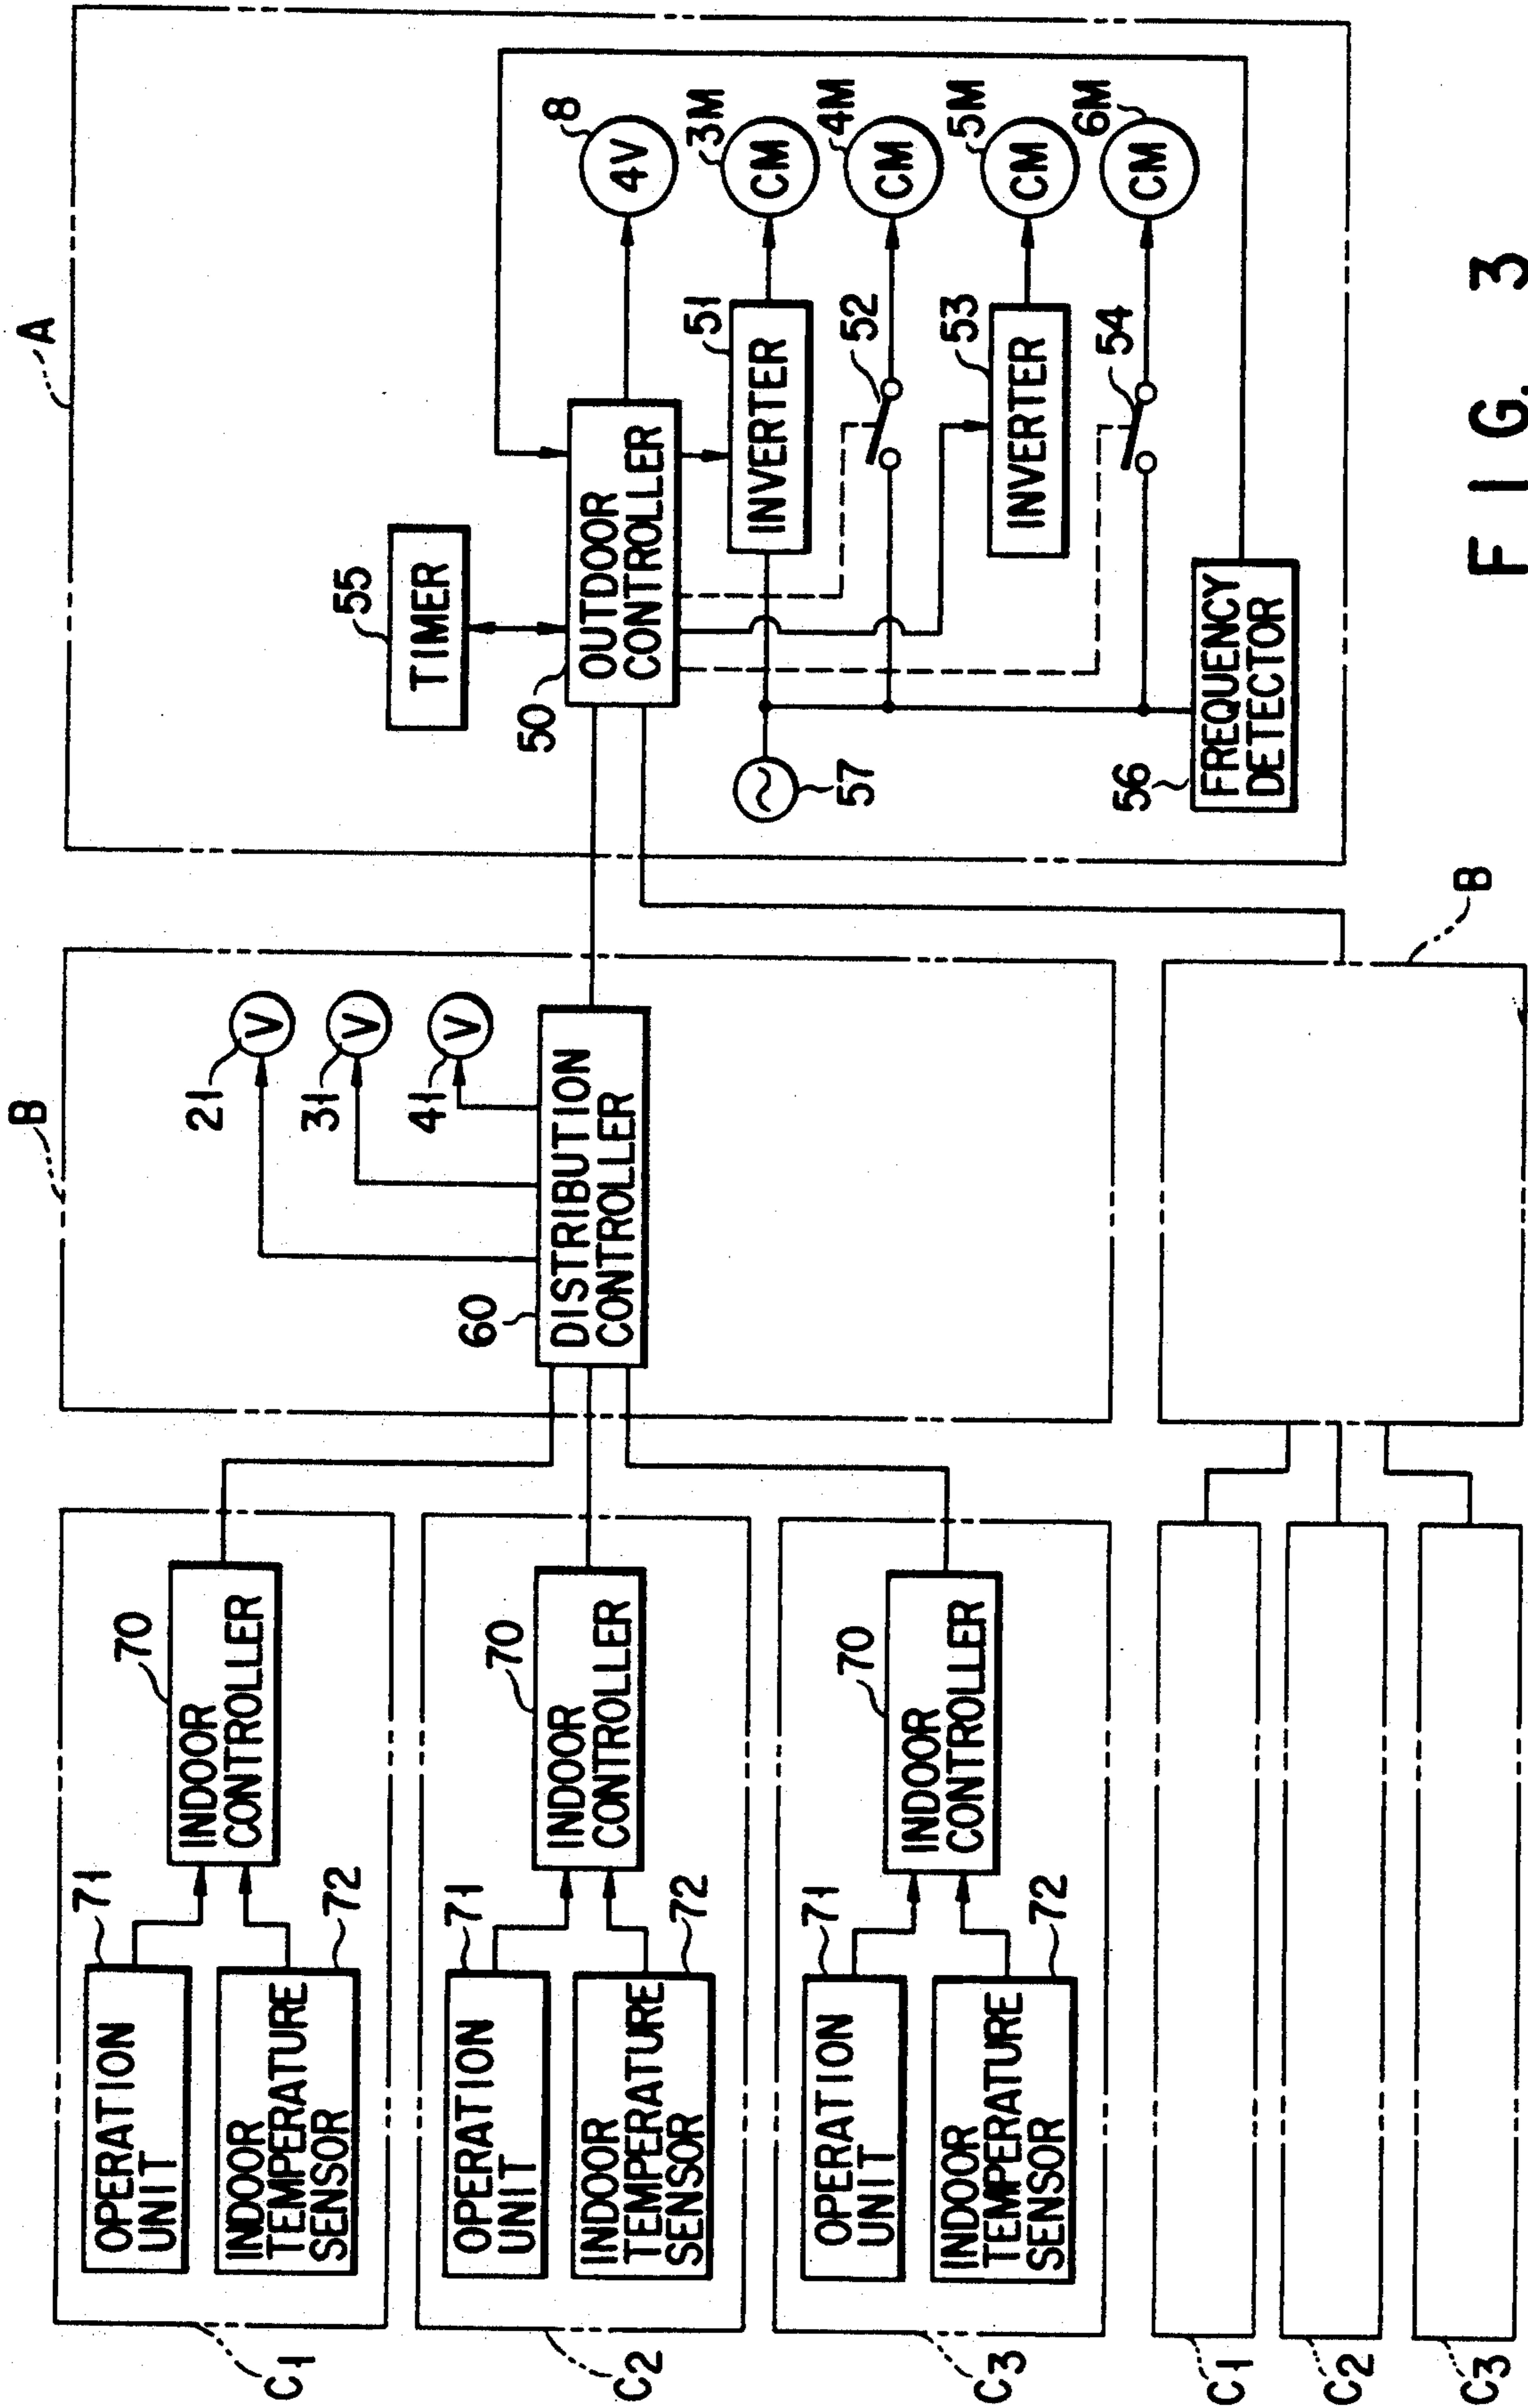 A
TIMER
55
OUTDOOR
CONTROLLER
50
8
4V
3M
CM
4M
CM
5M
CM
6M
CM
INVERTER
51
52
INVERTER
53
54
57
FREQUENCY
DETECTOR
56
B
21
V
31
V
41
V
DISTRIBUTION
CONTROLLER
60
B
OPERATION
UNIT
71
INDOOR
TEMPERATURE
SENSOR
72
INDOOR
CONTROLLER
70
C1
OPERATION
UNIT
71
INDOOR
TEMPERATURE
SENSOR
72
INDOOR
CONTROLLER
70
C2
OPERATION
UNIT
71
INDOOR
TEMPERATURE
SENSOR
72
INDOOR
CONTROLLER
70
C3
C1
C2
C3
FIG. 3